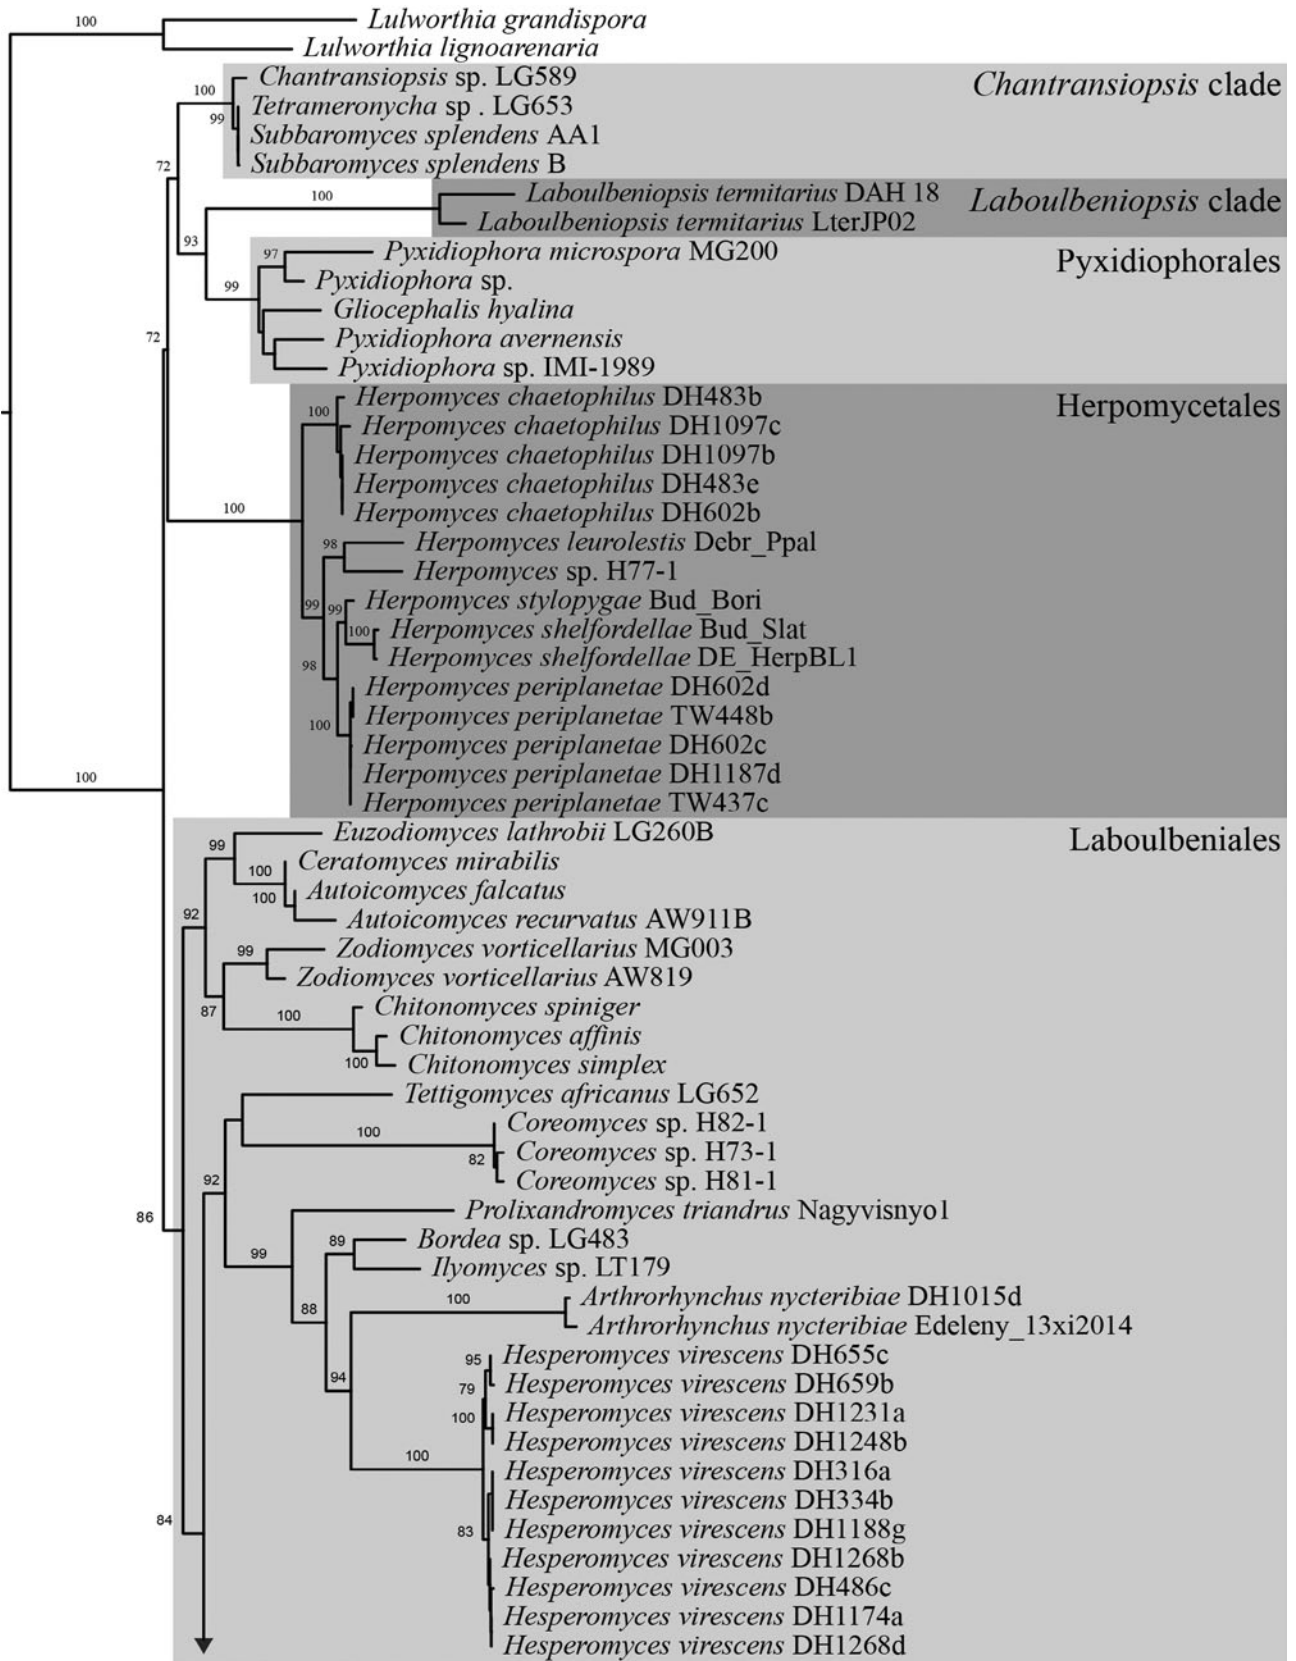 100
Lulworthia grandispora
Lulworthia lignoarenaria
Chantransiopsis sp. LG589
Chantransiopsis clade
100
Tetrameronycha sp . LG653
99
Subbaromyces splendens AA1
Subbaromyces splendens B
72
Laboulbeniopsis termitarius DAH 18
100
Laboulbeniopsis clade
Laboulbeniopsis termitarius LterJP02
93
Pyxidiophora microspora MG200
97
Pyxidiophorales
Pyxidiophora sp.
99
Gliocephalis hyalina
72
Pyxidiophora avernensis
Pyxidiophora sp. IMI-1989
Herpomyces chaetophilus DH483b
Herpomycetales
100
Herpomyces chaetophilus DH1097c
Herpomyces chaetophilus DH1097b
Herpomyces chaetophilus DH483e
Herpomyces chaetophilus DH602b
100
Herpomyces leurolestis Debr_Ppal
98
Herpomyces sp. H77-1
Herpomyces stylopygae Bud_Bori
99
99
Herpomyces shelfordellae Bud_Slat
100
Herpomyces shelfordellae DE_HerpBL1
98
Herpomyces periplanetae DH602d
Herpomyces periplanetae TW448b
100
Herpomyces periplanetae DH602c
Herpomyces periplanetae DH1187d
100
Herpomyces periplanetae TW437c
Euzodiomyces lathrobii LG260B
Laboulbeniales
99
Ceratomyces mirabilis
100
Autoicomyces falcatus
100
Autoicomyces recurvatus AW911B
92
Zodiomyces vorticellarius MG003
99
Zodiomyces vorticellarius AW819
Chitonomyces spiniger
87
100
Chitonomyces affinis
Chitonomyces simplex
100
Tettigomyces africanus LG652
Coreomyces sp. H82-1
100
Coreomyces sp. H73-1
82
Coreomyces sp. H81-1
92
Prolixandromyces triandrus Nagyvisnyo1
86
Bordea sp. LG483
89
99
Ilyomyces sp. LT179
Arthrorhynchus nycteribiae DH1015d
100
88
Arthrorhynchus nycteribiae Edeleny_13xi2014
Hesperomyces virescens DH655c
95
94
Hesperomyces virescens DH659b
79
Hesperomyces virescens DH1231a
100
Hesperomyces virescens DH1248b
100
Hesperomyces virescens DH316a
Hesperomyces virescens DH334b
84
Hesperomyces virescens DH1188g
83
Hesperomyces virescens DH1268b
Hesperomyces virescens DH486c
Hesperomyces virescens DH1174a
Hesperomyces virescens DH1268d